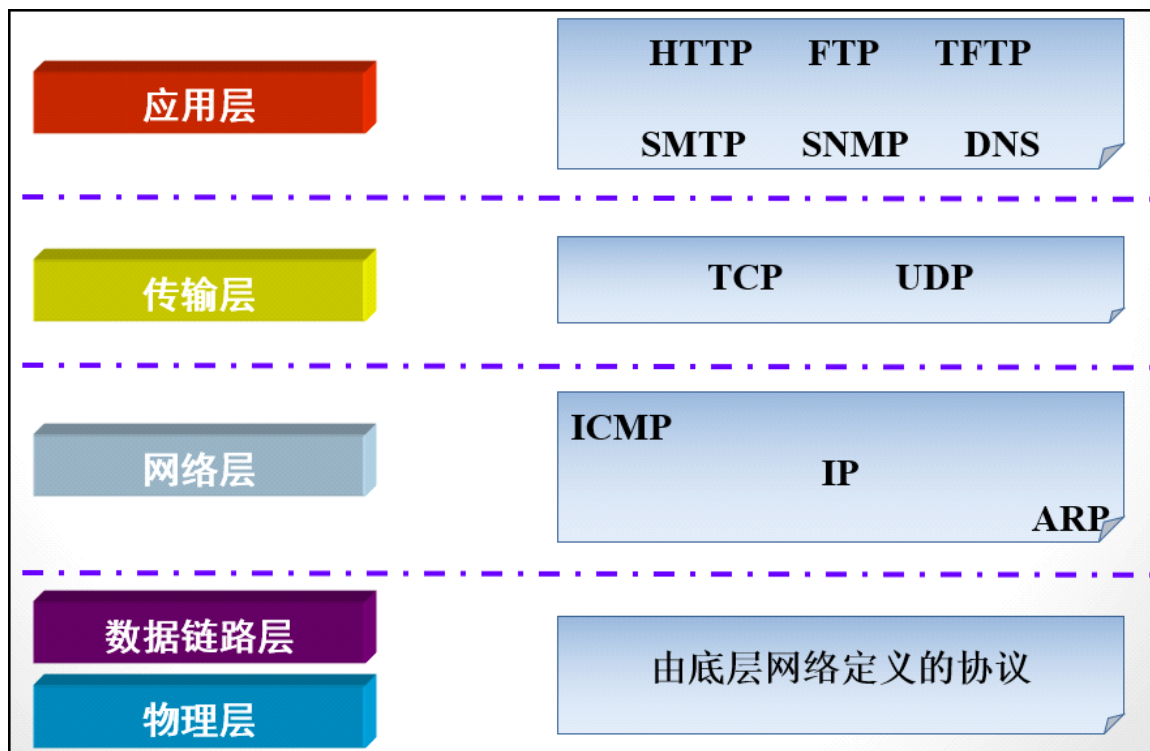 应用层
HTTP FTP TFTP
SMTP SNMP DNS
传输层
TCP UDP
网络层
ICMP
IP
ARP
数据链路层
物理层
由底层网络定义的协议